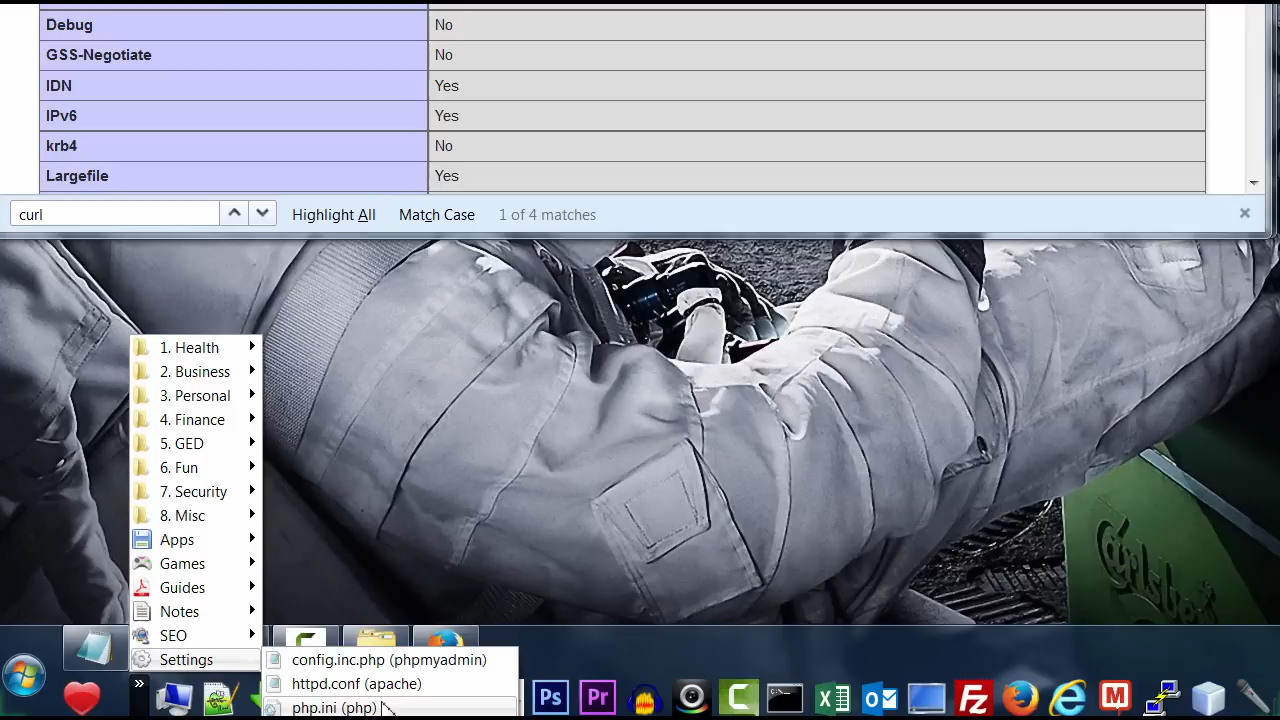 Debug No
GSS-Negotiate No
IDN Yes
IPv6 Yes
krb4 No
Largefile Yes
curl Highlight All Match Case 1 of 4 matches
1. Health
2. Business
3. Personal
4. Finance
5. GED
6. Fun
7. Security
8. Misc
Apps
Games
Guides
Notes
SEO
Settings
config.inc.php (phpmyadmin)
httpd.conf (apache)
php.ini (php)
Carlsberg
Ps
Pr